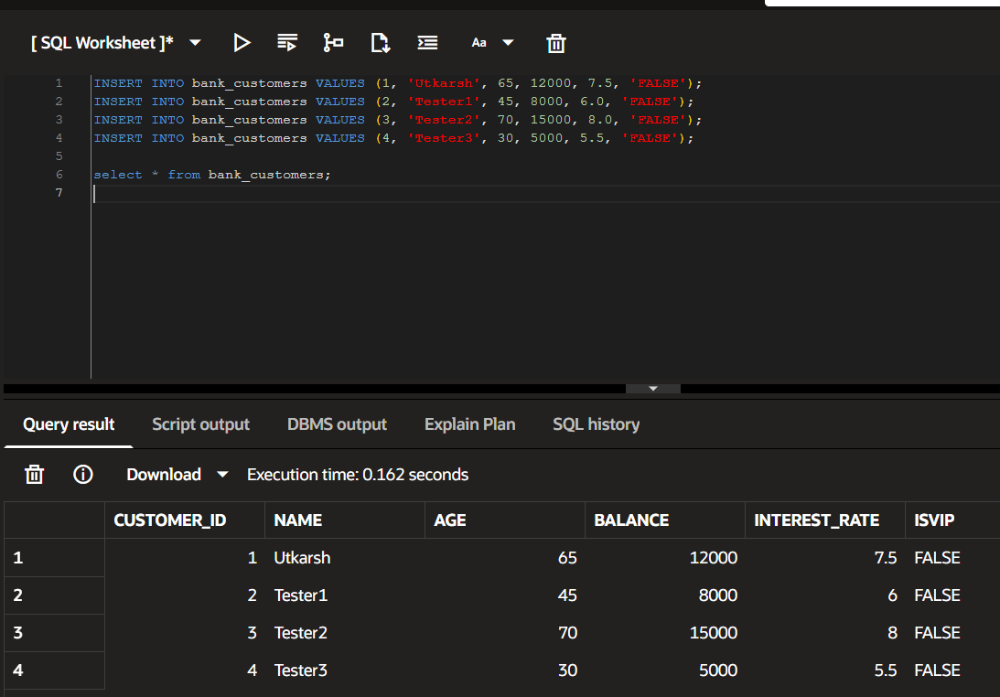 [ SQL Worksheet ]* Aa
1 INSERT INTO bank_customers VALUES (1, 'Utkarsh', 65, 12000, 7.5, 'FALSE');
2 INSERT INTO bank_customers VALUES (2, 'Tester1', 45, 8000, 6.0, 'FALSE');
3 INSERT INTO bank_customers VALUES (3, 'Tester2', 70, 15000, 8.0, 'FALSE');
4 INSERT INTO bank_customers VALUES (4, 'Tester3', 30, 5000, 5.5, 'FALSE');
5
6 select * from bank_customers;
7
Query result Script output DBMS output Explain Plan SQL history
Download Execution time: 0.162 seconds
CUSTOMER_ID NAME AGE BALANCE INTEREST_RATE ISVIP
1 1 Utkarsh 65 12000 7.5 FALSE
2 2 Tester1 45 8000 6 FALSE
3 3 Tester2 70 15000 8 FALSE
4 4 Tester3 30 5000 5.5 FALSE